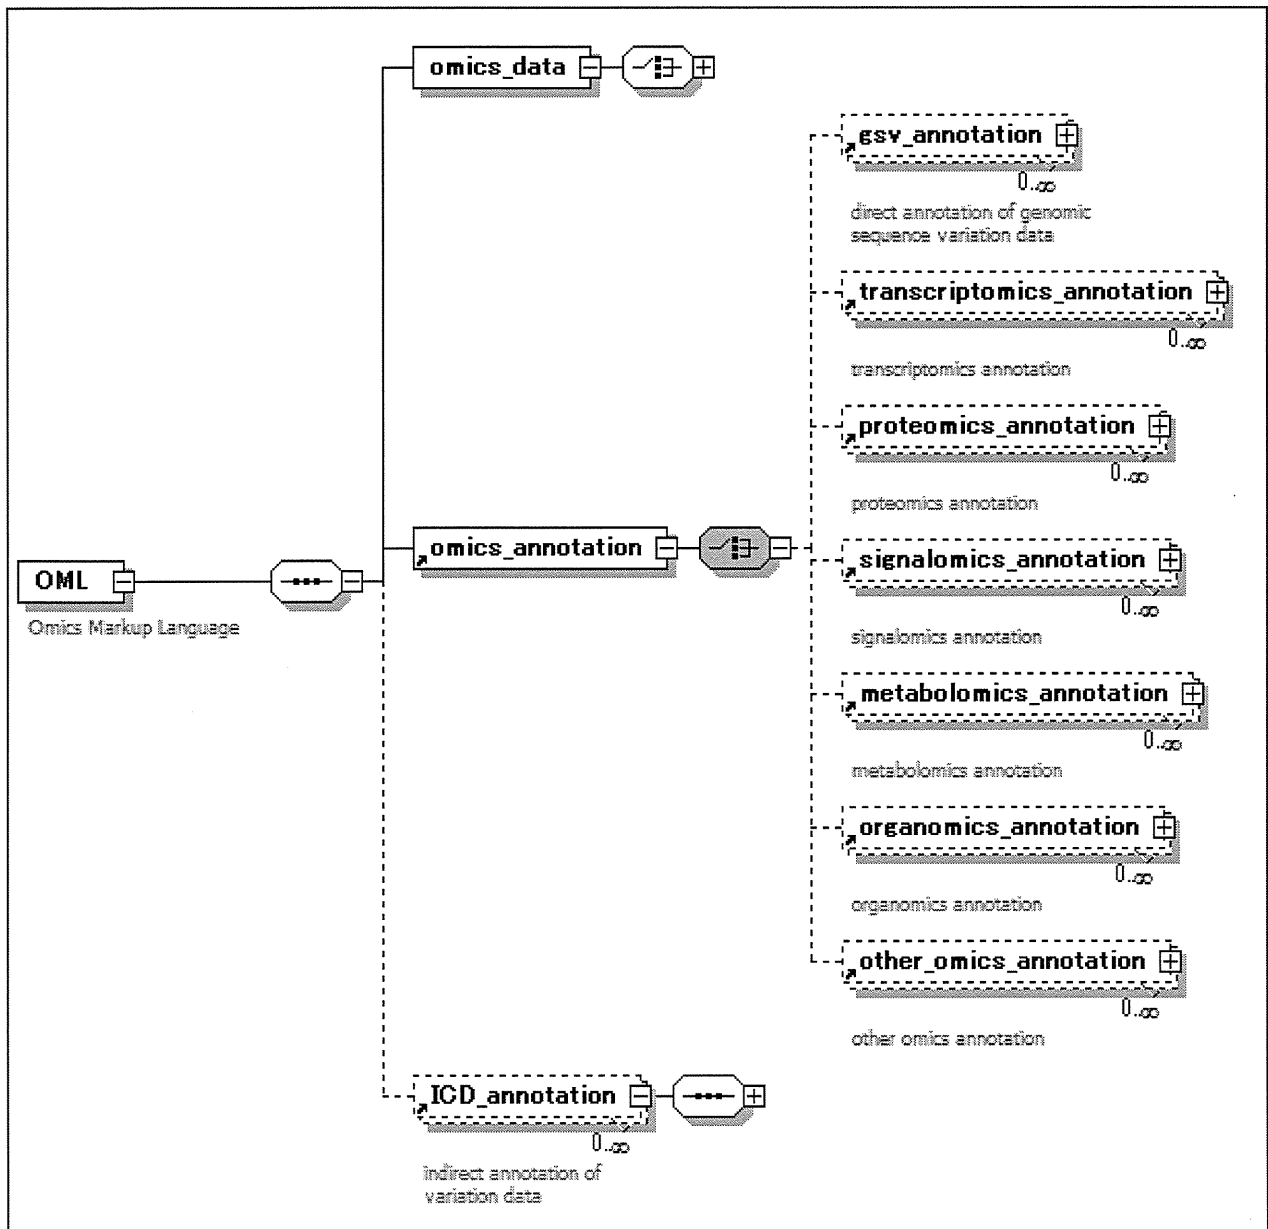 omics_data
gsv_annotation
0..∞
direct annotation of genomic
sequence variation data
transcriptomics_annotation
0..∞
transcriptomics annotation
proteomics_annotation
0..∞
proteomics annotation
omics_annotation
signalomics_annotation
0..∞
signalomics annotation
OML
Omics Markup Language
metabolomics_annotation
0..∞
metabolomics annotation
organomics_annotation
0..∞
organomics annotation
other_omics_annotation
0..∞
other omics annotation
ICD_annotation
0..∞
indirect annotation of
variation data